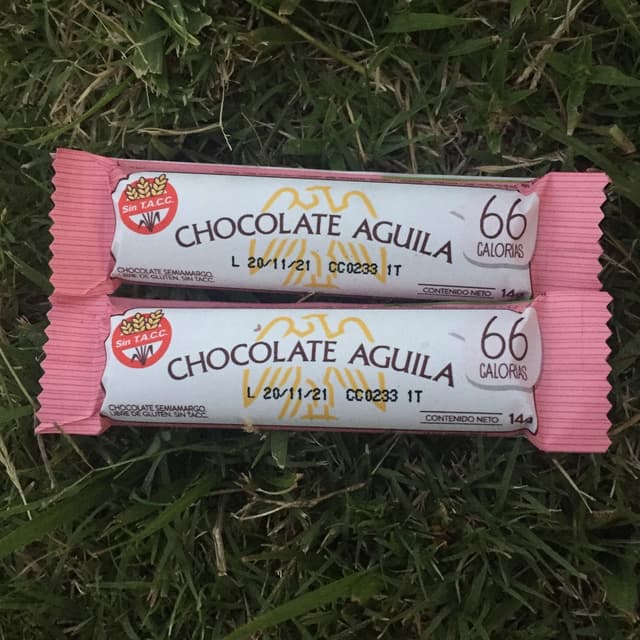 Sin T.A.C.C.
CHOCOLATE AGUILA
66
CALORIAS
L 20/11/21 CC0233 1T
CHOCOLATE SEMIAMARGO
LIBRE DE GLUTEN. SIN TACC.
CONTENIDO NETO 14g
Sin T.A.C.C.
CHOCOLATE AGUILA
66
CALORIAS
L 20/11/21 CC0233 1T
CHOCOLATE SEMIAMARGO
LIBRE DE GLUTEN. SIN TACC.
CONTENIDO NETO 14g